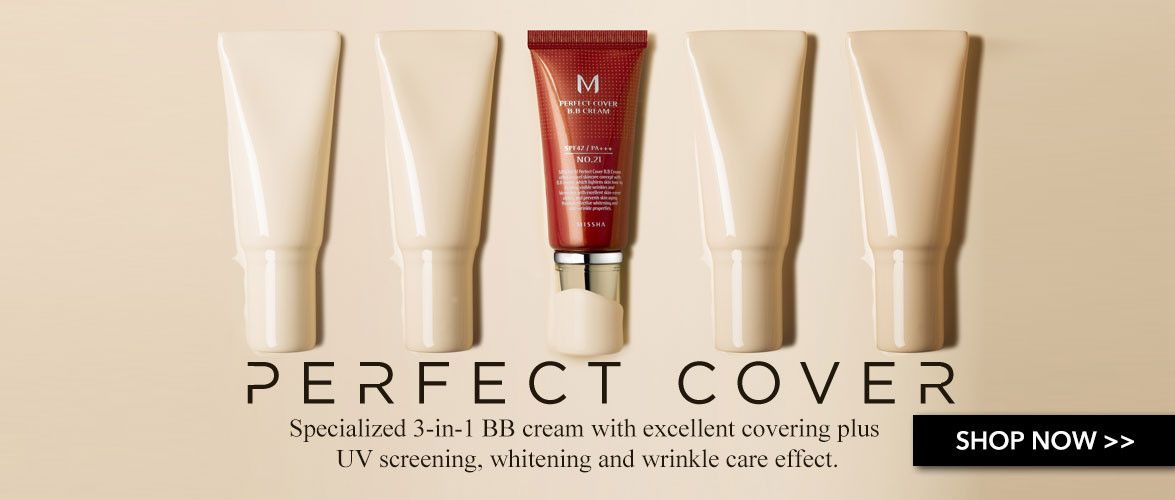 M
PERFECT COVER
B.B CREAM
SPF42 / PA+++
NO.21
MISSHA
PERFECT COVER
Specialized 3-in-1 BB cream with excellent covering plus
UV screening, whitening and wrinkle care effect.
SHOP NOW >>